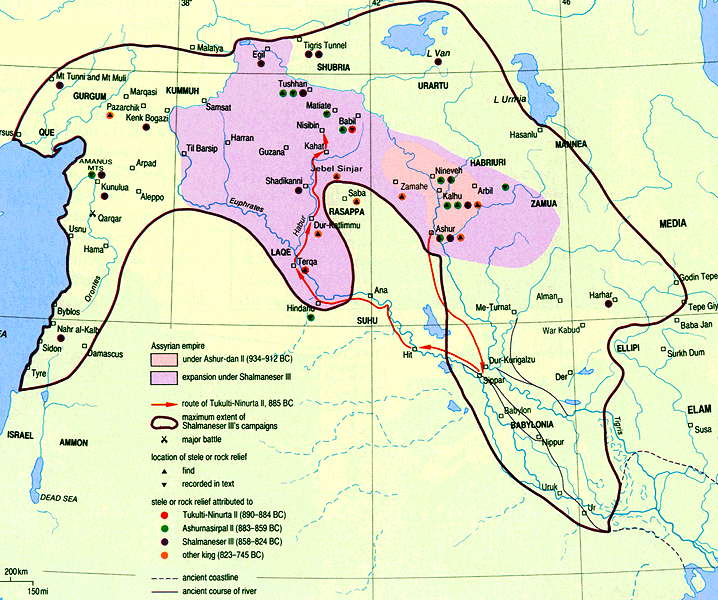 38°
42
46
Malatya
Egil
Tigris Tunnel
SHUBRIA
L Van
Mt Tunni and Mt Muli
Tushhan
URARTU
GURGUM
Marqasi
KUMMUH
Pazarchik
Samsat
Matiate
L Urmia
Kenk Bogazi
Nisibin
Babil
QUE
Harran
Hasanlu
MANNEA
Til Barsip
Guzana
Kahat
AMANUS
MTS
Arpad
Jebel Sinjar
Nineveh
HABRIURI
Shadikanni
Zamahe
Kalhu
Arbil
Kunulua
Aleppo
Saba
ZAMUA
Euphrates
RASAPPA
Qarqar
Habur
Dur-Katlimmu
Ashur
MEDIA
Usnu
Hama
LAQE
Orontes
Terqa
Godin Tepe
Ana
Hindanu
Me-Turnat
Alman
Harhar
Tepe Giy
Byblos
SUHU
War Kabud
Baba Jan
Nahr al-Kalb
Sidon
Damascus
Hit
Dur-Kurigalzu
ELLIPI
Surkh Dum
Tyre
Sippar
Der
Babylon
BABYLONIA
Tigris
ELAM
Susa
Nippur
ISRAEL
AMMON
Uruk
Ur
DEAD SEA
Assyrian empire
under Ashur-dan II (934–912 BC)
expansion under Shalmaneser III
route of Tukulti-Ninurta II, 885 BC
maximum extent of
Shalmaneser III's campaigns
major battle
location of stele or rock relief
find
recorded in text
stele or rock relief attributed to
Tukulti-Ninurta II (890–884 BC)
Ashurnasirpal II (883–859 BC)
Shalmaneser III (858–824 BC)
other king (823–745 BC)
ancient coastline
ancient course of river
200km
150mi